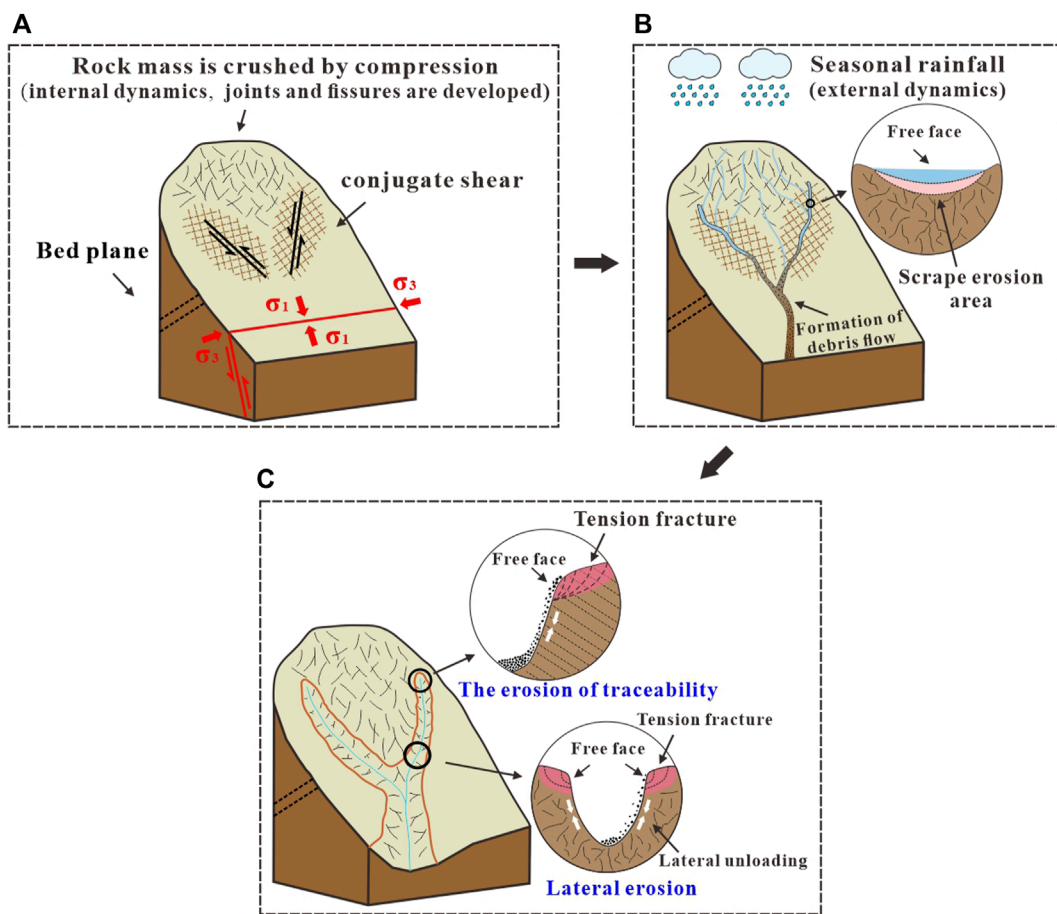 A
Rock mass is crushed by compression
(internal dynamics, joints and fissures are developed)
conjugate shear
Bed plane
σ3
σ1
σ1
σ3
B
Seasonal rainfall
(external dynamics)
Free face
Scrape erosion
area
Formation of
debris flow
C
Tension fracture
Free face
The erosion of traceability
Tension fracture
Free face
Lateral unloading
Lateral erosion